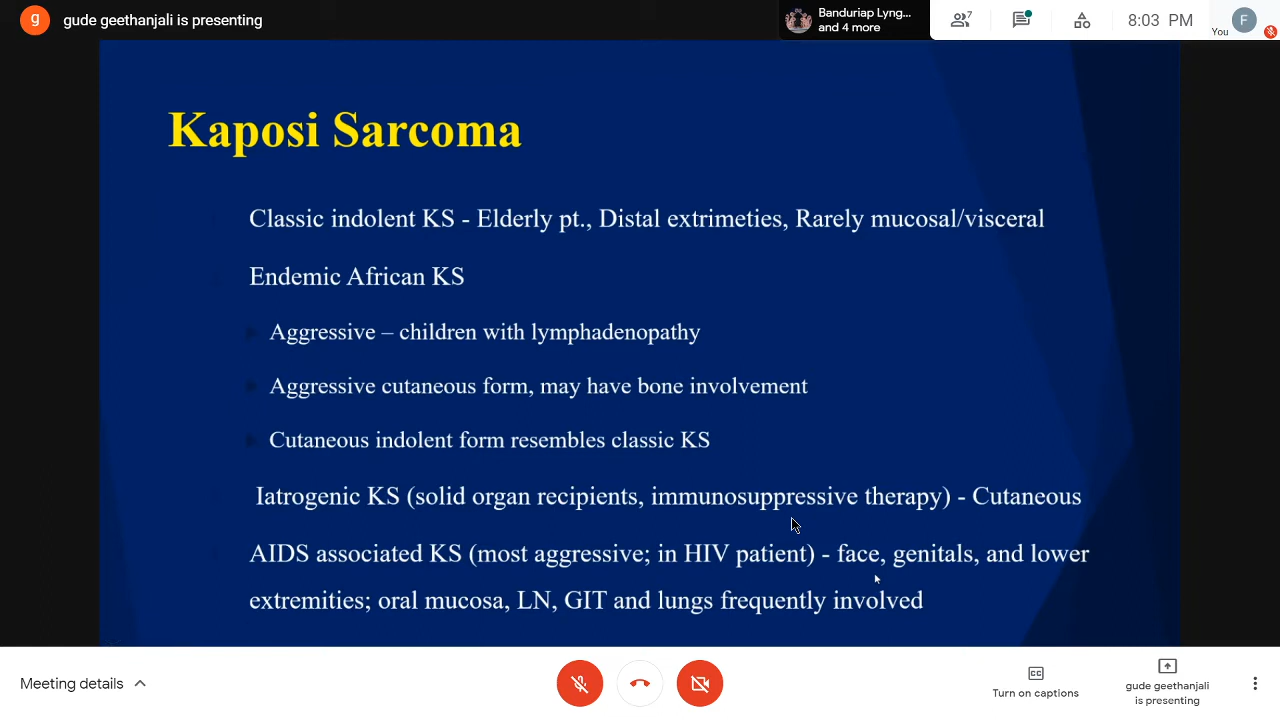 g
gude geethanjali is presenting
Banduriap Lyng...
and 4 more
7
8:03 PM
You
F
Kaposi Sarcoma
Classic indolent KS - Elderly pt., Distal extrimeties, Rarely mucosal/visceral
Endemic African KS
Aggressive – children with lymphadenopathy
Aggressive cutaneous form, may have bone involvement
Cutaneous indolent form resembles classic KS
Iatrogenic KS (solid organ recipients, immunosuppressive therapy) - Cutaneous
AIDS associated KS (most aggressive; in HIV patient) - face, genitals, and lower
extremities; oral mucosa, LN, GIT and lungs frequently involved
Meeting details
CC
Turn on captions
gude geethanjali
is presenting